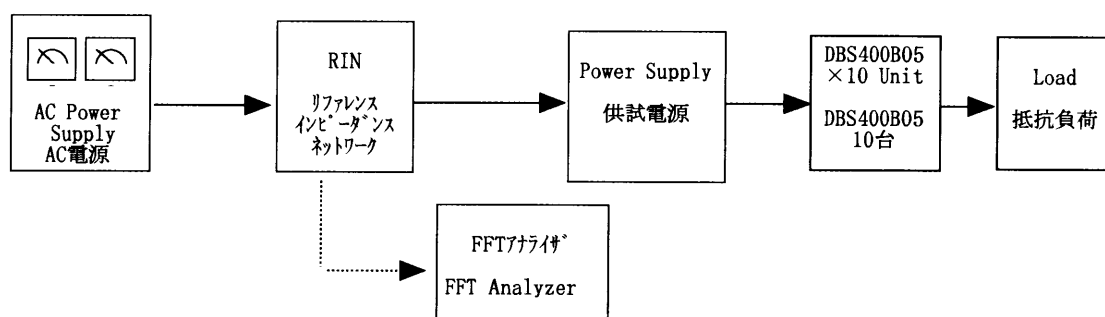 AC Power
Supply
AC電源
RIN
リファレンス
インピーダンス
ネットワーク
Power Supply
供試電源
DBS400B05
×10 Unit
DBS400B05
10台
Load
抵抗負荷
FFTアナライザ
FFT Analyzer